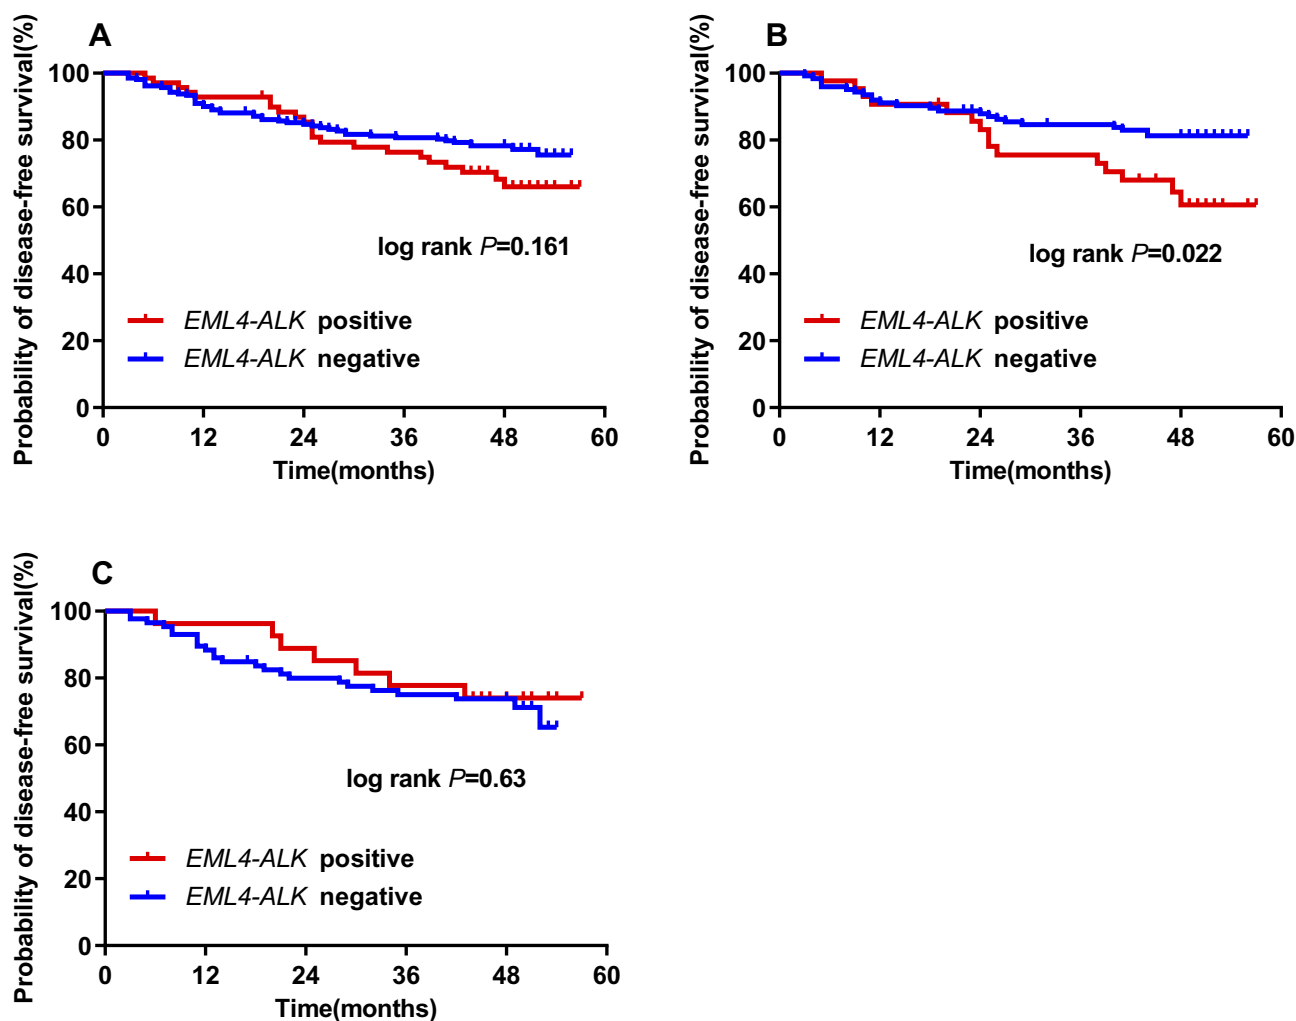 A
Probability of disease-free survival(%)
100
80
60
40
20
0
log rank P=0.161
EML4-ALK positive
EML4-ALK negative
0 12 24 36 48 60
Time(months)
B
Probability of disease-free survival(%)
100
80
60
40
20
0
log rank P=0.022
EML4-ALK positive
EML4-ALK negative
0 12 24 36 48 60
Time(months)
C
Probability of disease-free survival(%)
100
80
60
40
20
0
log rank P=0.63
EML4-ALK positive
EML4-ALK negative
0 12 24 36 48 60
Time(months)